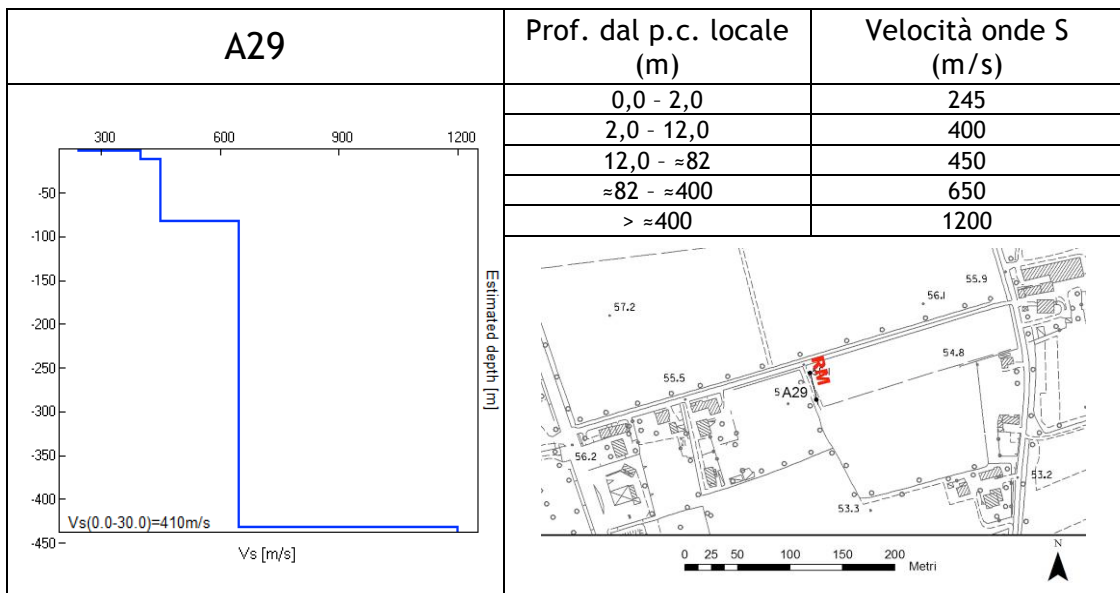 A29
Prof. dal p.c. locale
(m)
Velocità onde S
(m/s)
0,0 – 2,0 245
2,0 – 12,0 400
12,0 – ≈82 450
≈82 – ≈400 650
> ≈400 1200
300 600 900 1200
-50
-100
-150
-200
-250
-300
-350
-400
-450
Estimated depth [m]
Vs(0.0-30.0)=410m/s
Vs [m/s]
55.9
56.1
57.2
54.8
RM
55.5
5
A29
56.2
53.2
53.3
0 25 50 100 150 200
Metri
N